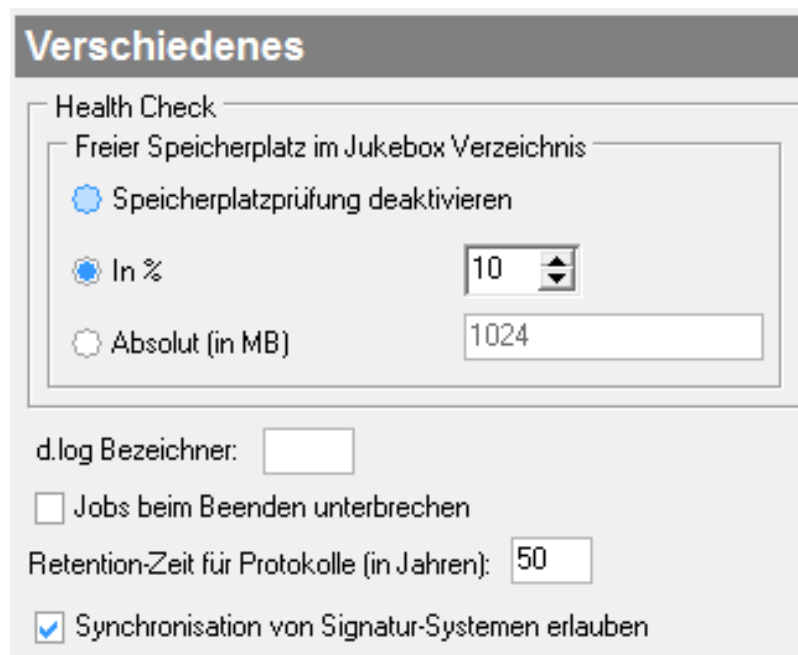 Verschiedenes
Health Check
Freier Speicherplatz im Jukebox Verzeichnis
Speicherplatzprüfung deaktivieren
In % 10
Absolut (in MB) 1024
d.log Bezeichner:
Jobs beim Beenden unterbrechen
Retention-Zeit für Protokolle (in Jahren): 50
Synchronisation von Signatur-Systemen erlauben